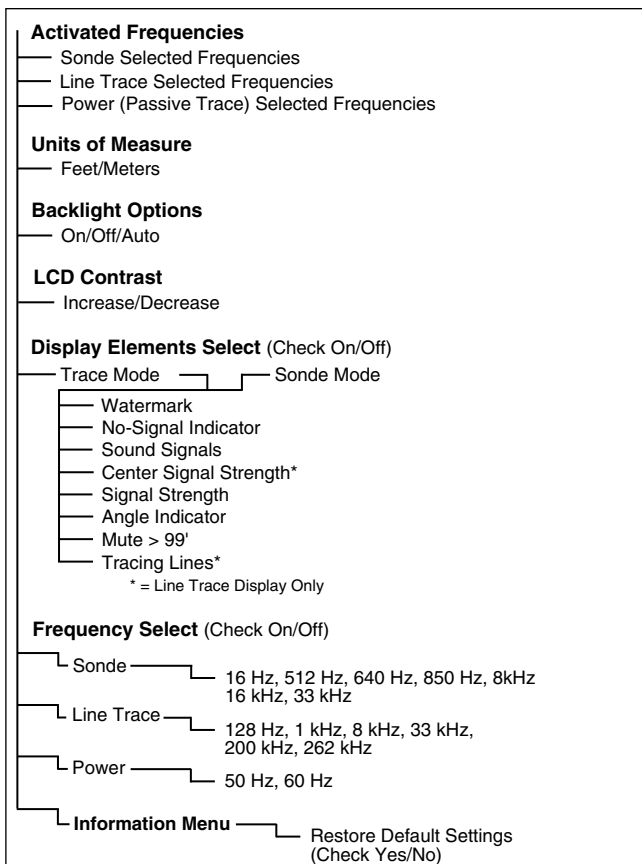 Activated Frequencies
Sonde Selected Frequencies
Line Trace Selected Frequencies
Power (Passive Trace) Selected Frequencies
Units of Measure
Feet/Meters
Backlight Options
On/Off/Auto
LCD Contrast
Increase/Decrease
Display Elements Select (Check On/Off)
Trace Mode Sonde Mode
Watermark
No-Signal Indicator
Sound Signals
Center Signal Strength*
Signal Strength
Angle Indicator
Mute > 99'
Tracing Lines*
* = Line Trace Display Only
Frequency Select (Check On/Off)
Sonde
16 Hz, 512 Hz, 640 Hz, 850 Hz, 8kHz
16 kHz, 33 kHz
Line Trace
128 Hz, 1 kHz, 8 kHz, 33 kHz,
200 kHz, 262 kHz
Power
50 Hz, 60 Hz
Information Menu
Restore Default Settings
(Check Yes/No)